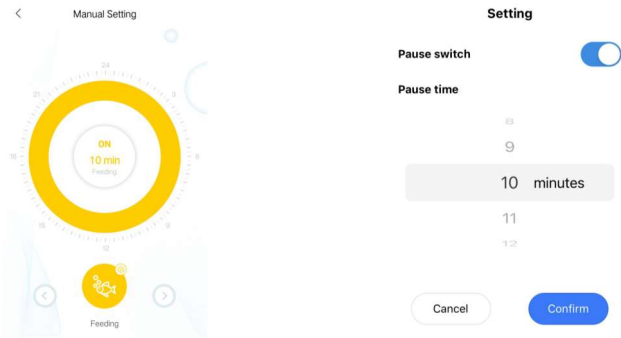 Manual Setting
24
21
3
ON
10 min
Feeding
18
6
15
9
12
Feeding
Setting
Pause switch
Pause time
8
9
10 minutes
11
12
Cancel
Confirm